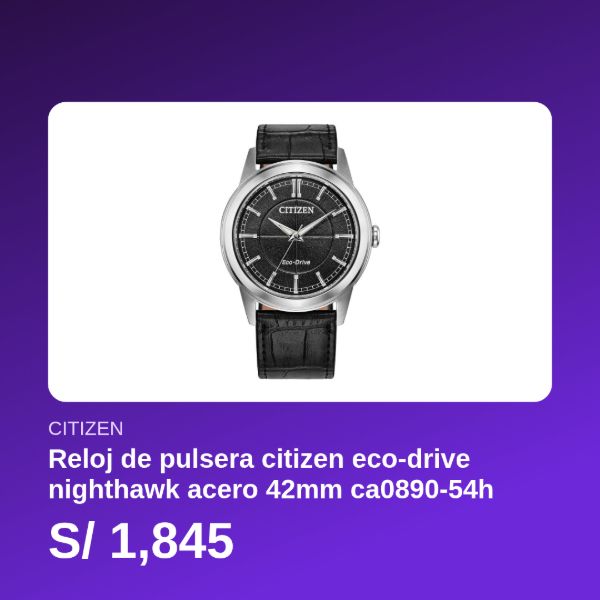 CITIZEN
Eco-Drive
CITIZEN
Reloj de pulsera citizen eco-drive
nighthawk acero 42mm ca0890-54h
S/ 1,845